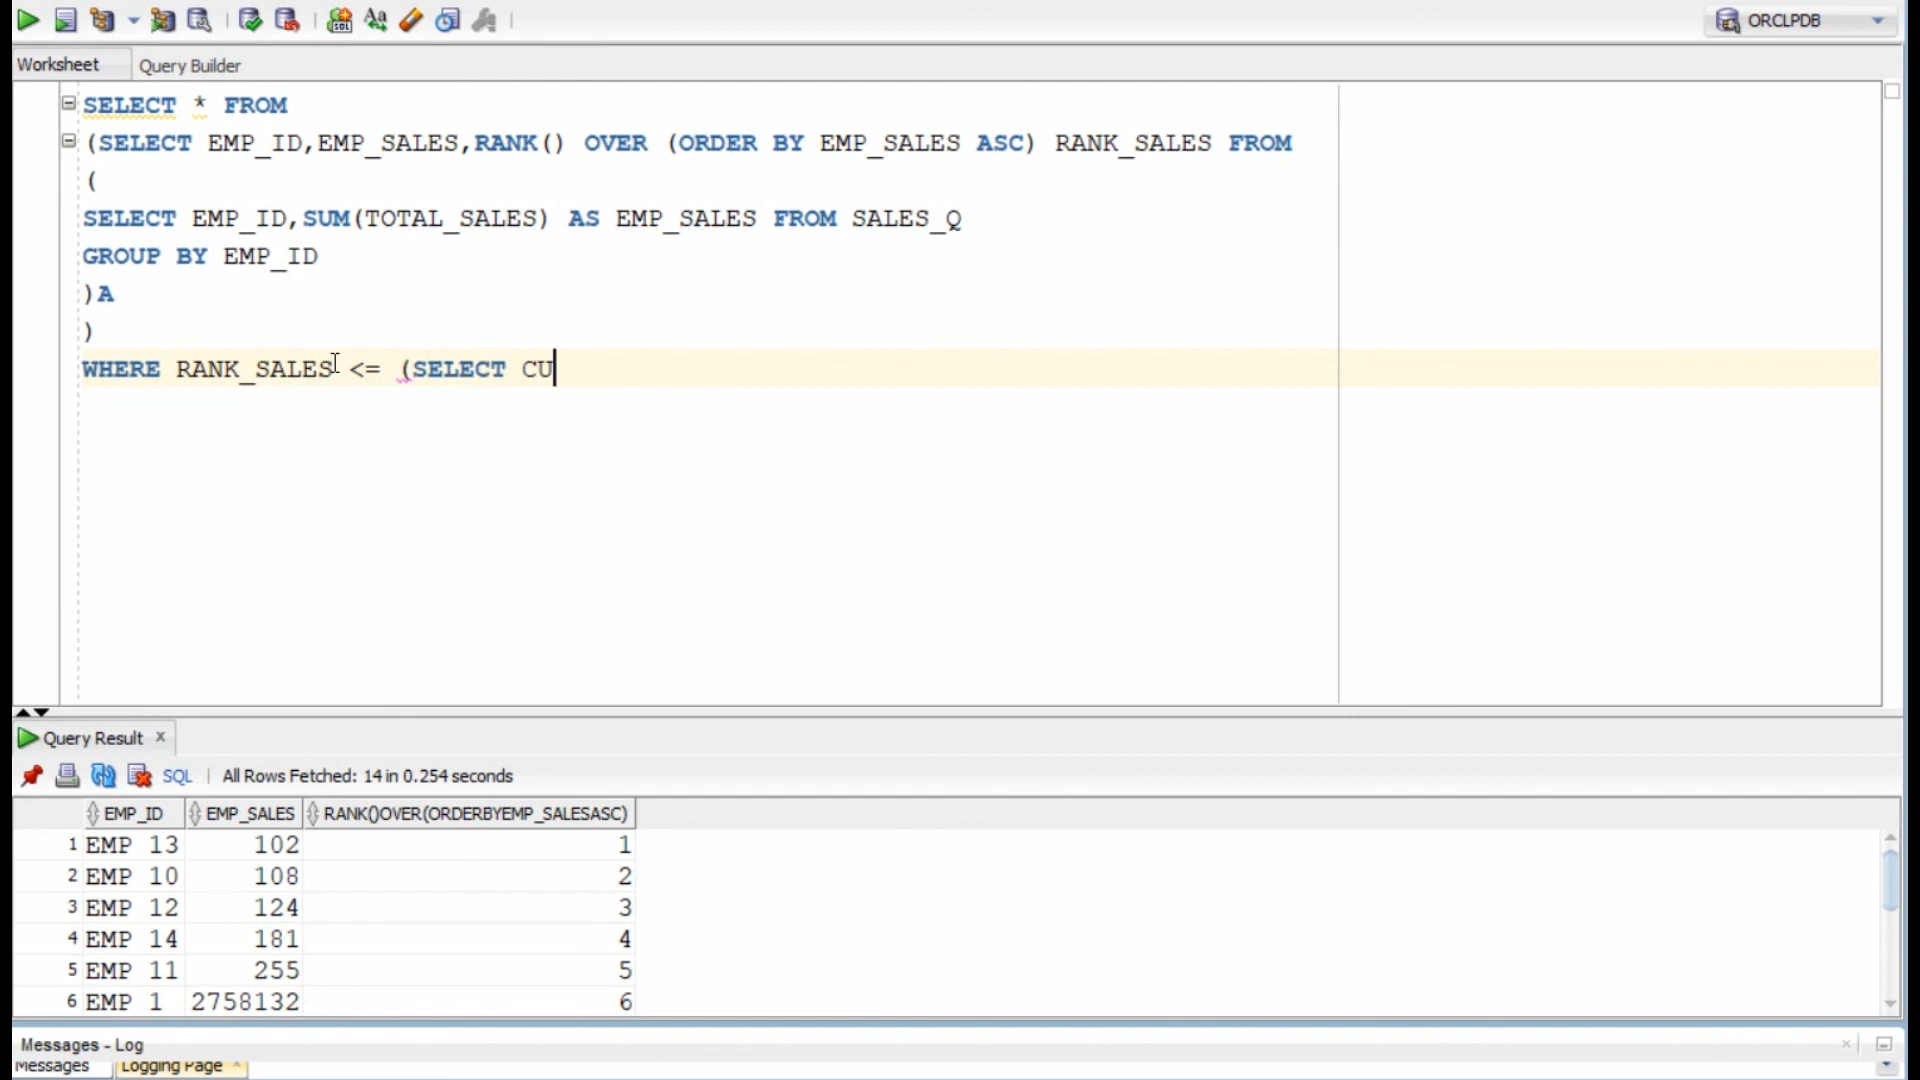 ORCLPDB
Worksheet Query Builder
SELECT * FROM
(SELECT EMP_ID,EMP_SALES,RANK() OVER (ORDER BY EMP_SALES ASC) RANK_SALES FROM
(
SELECT EMP_ID,SUM(TOTAL_SALES) AS EMP_SALES FROM SALES_Q
GROUP BY EMP_ID
)A
)
WHERE RANK_SALES <= (SELECT CU
Query Result x
SQL | All Rows Fetched: 14 in 0.254 seconds
EMP_ID EMP_SALES RANK()OVER(ORDERBYEMP_SALESASC)
1 EMP 13 102 1
2 EMP 10 108 2
3 EMP 12 124 3
4 EMP 14 181 4
5 EMP 11 255 5
6 EMP 1 2758132 6
Messages - Log
Messages Logging Page